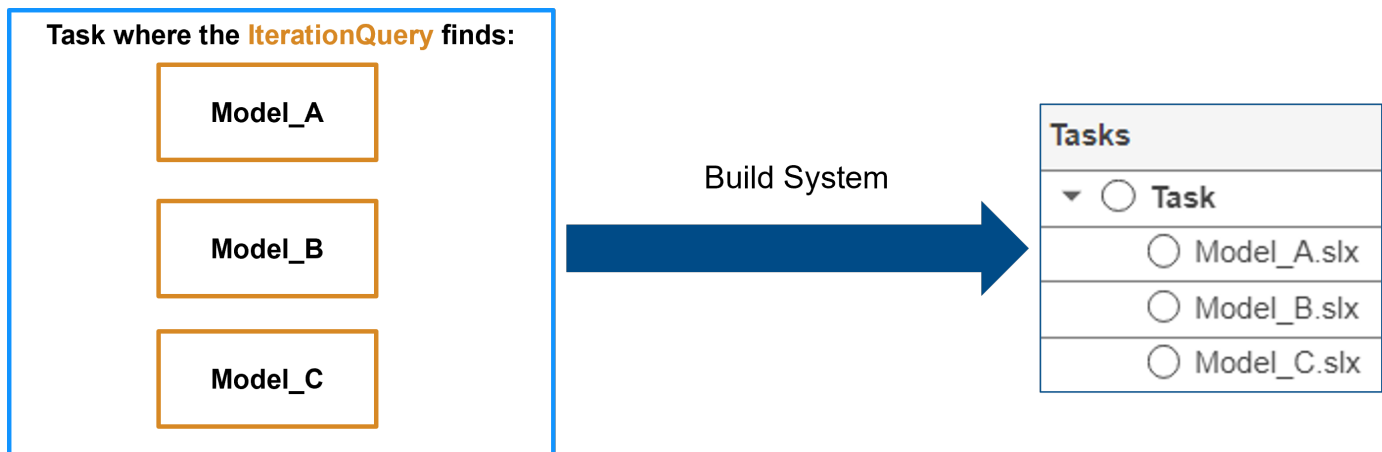 Task where the IterationQuery finds:
Model_A
Model_B
Model_C
Build System
Tasks
Task
Model_A.slx
Model_B.slx
Model_C.slx